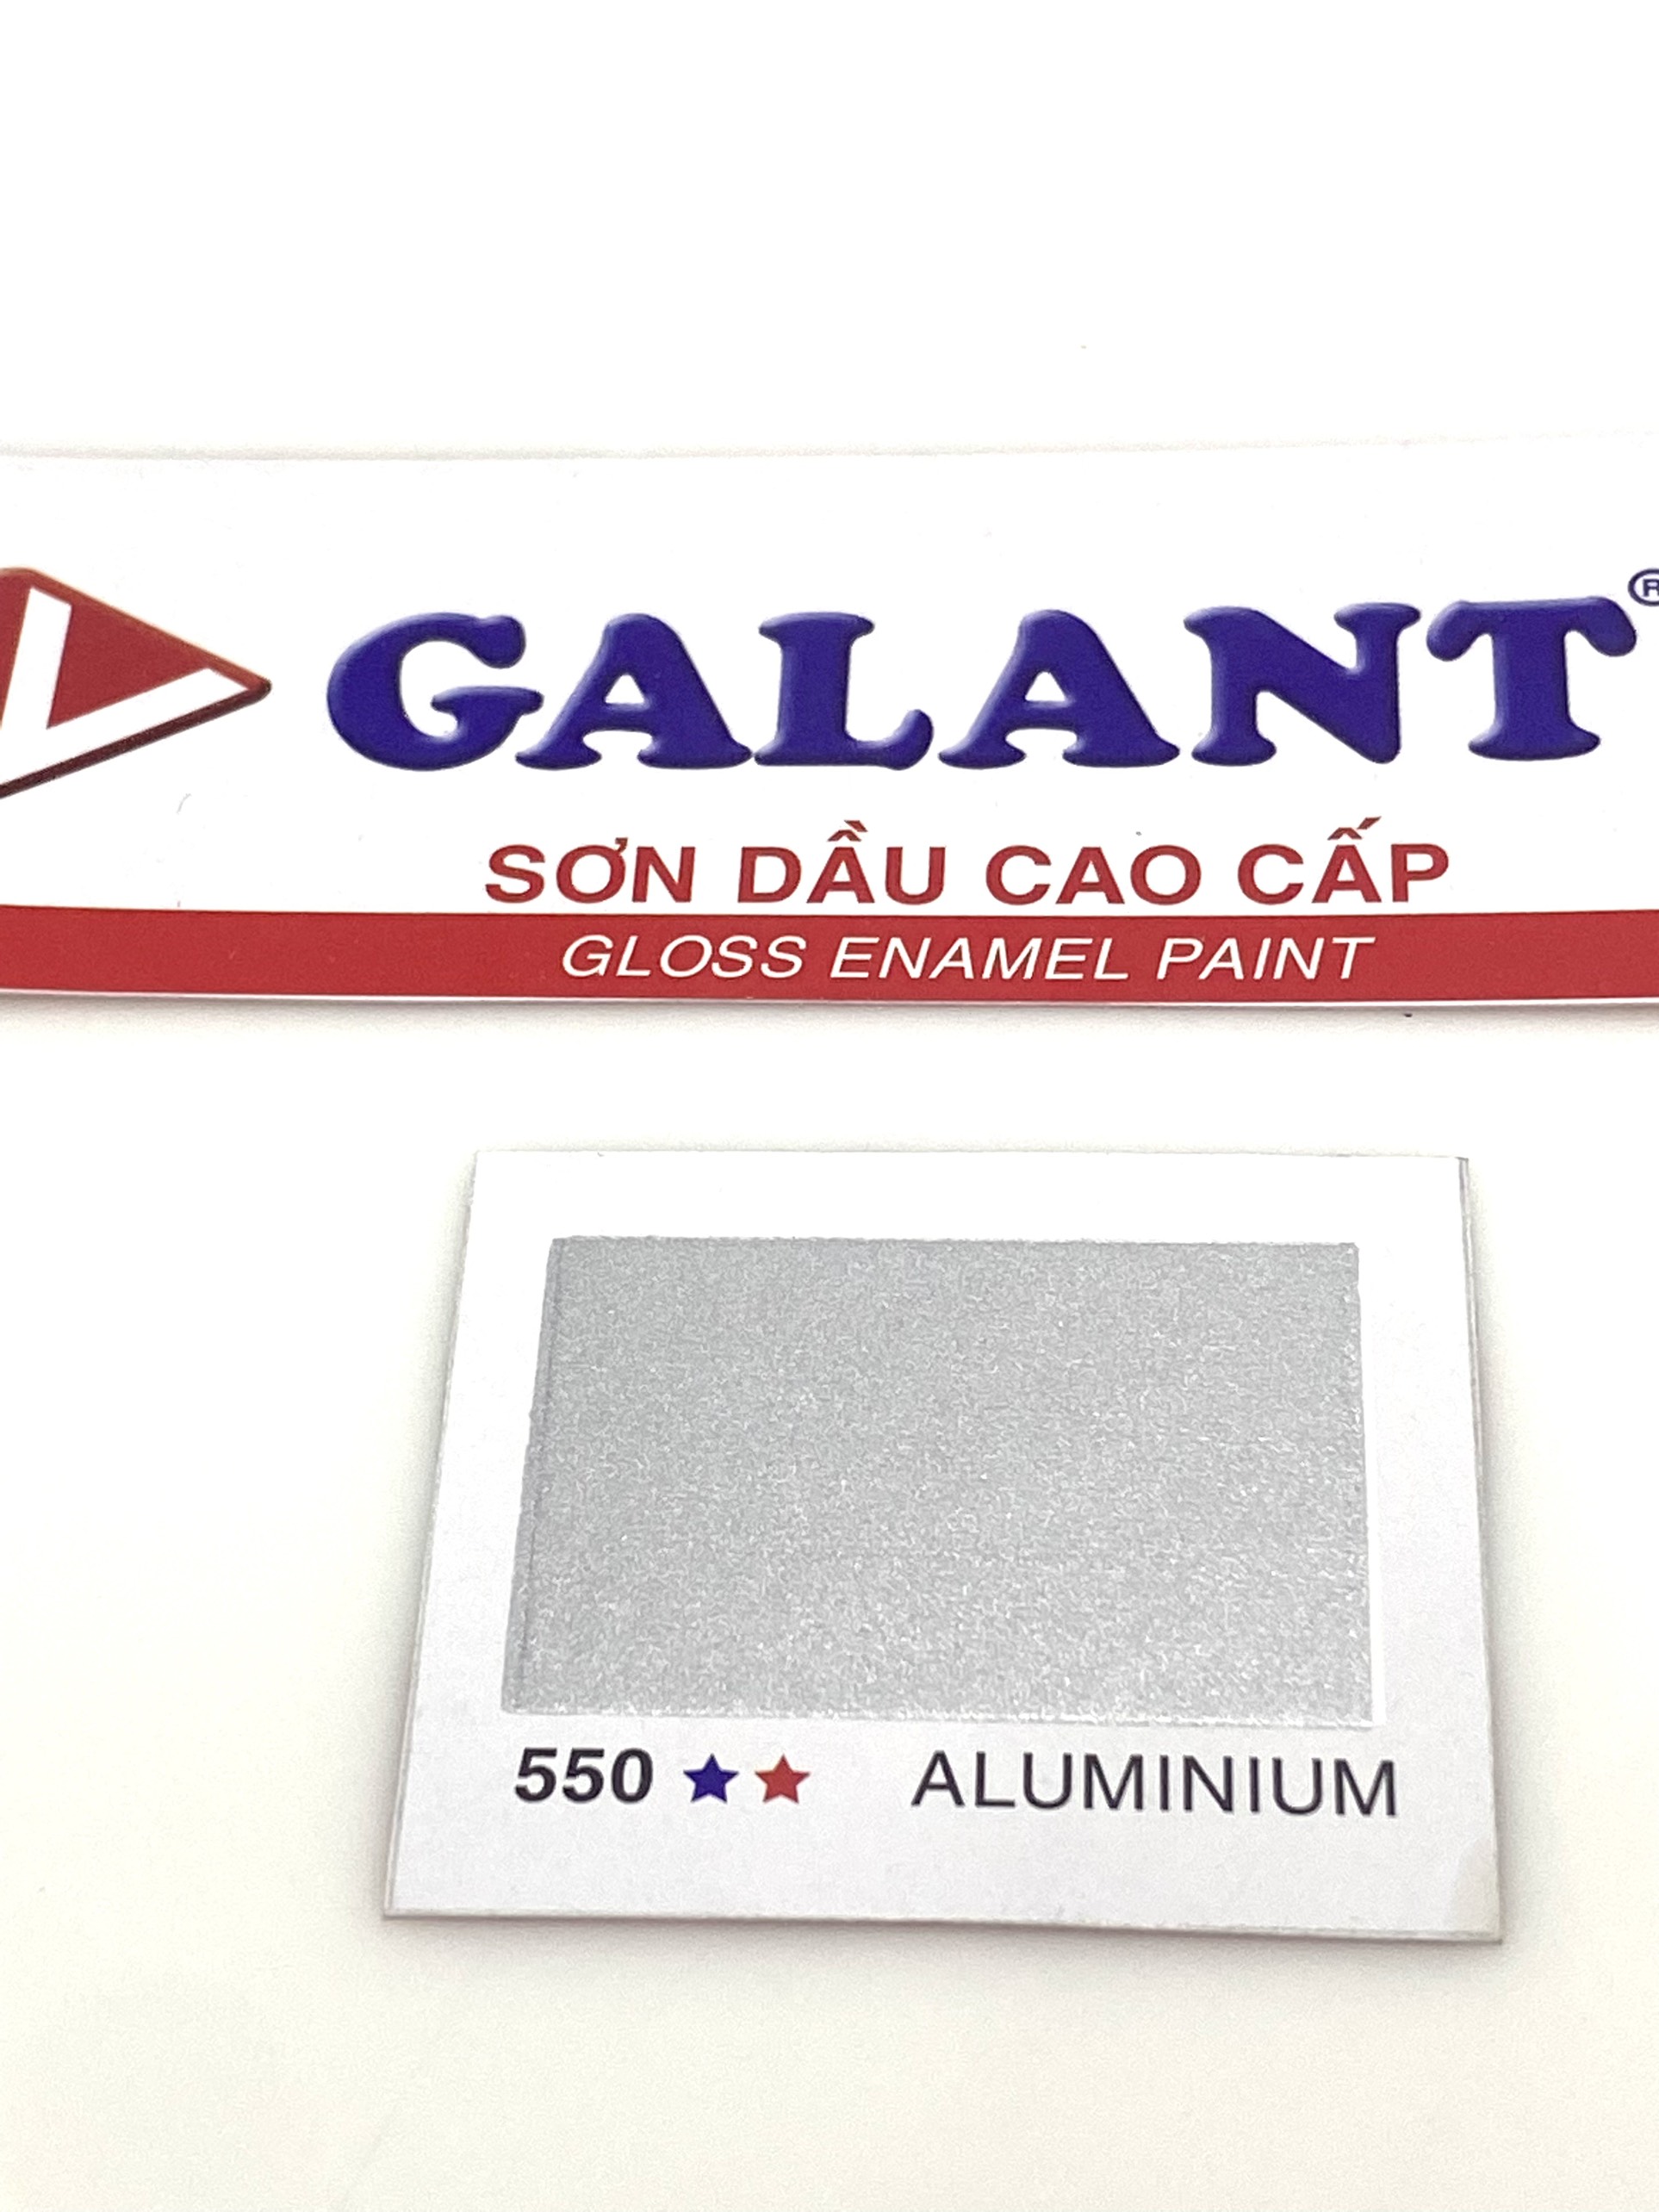 GALANT®
SƠN DẦU CAO CẤP
GLOSS ENAMEL PAINT
550 ★★ ALUMINIUM